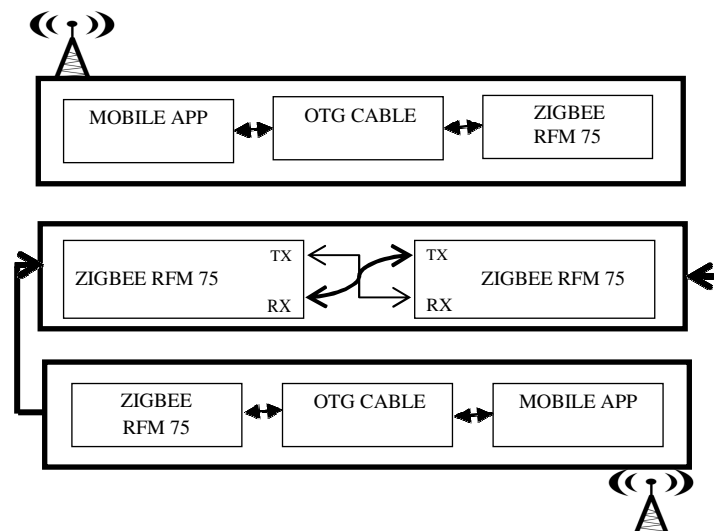 MOBILE APP
OTG CABLE
ZIGBEE
RFM 75
ZIGBEE RFM 75
TX
RX
TX
RX
ZIGBEE RFM 75
ZIGBEE
RFM 75
OTG CABLE
MOBILE APP